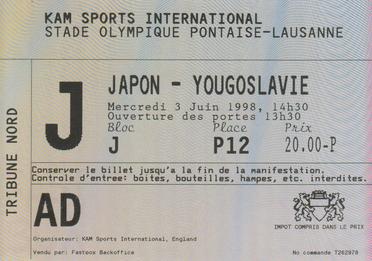 KAM SPORTS INTERNATIONAL
STADE OLYMPIQUE PONTAISE-LAUSANNE
TRIBUNE NORD
J
JAPON - YOUGOSLAVIE
Mercredi 3 Juin 1998, 14h30
Ouverture des portes 13h30
Bloc Place Prix
J P12 20.00-P
Conserver le billet jusqu'a la fin de la manifestation.
Controle d'entree: boites, bouteilles, hampes, etc. interdites.
AD
IMPOT COMPRIS DANS LE PRIX
Organisateur: KAM Sports International, England
Vendu par: Fastbox Backoffice
No commande T262978